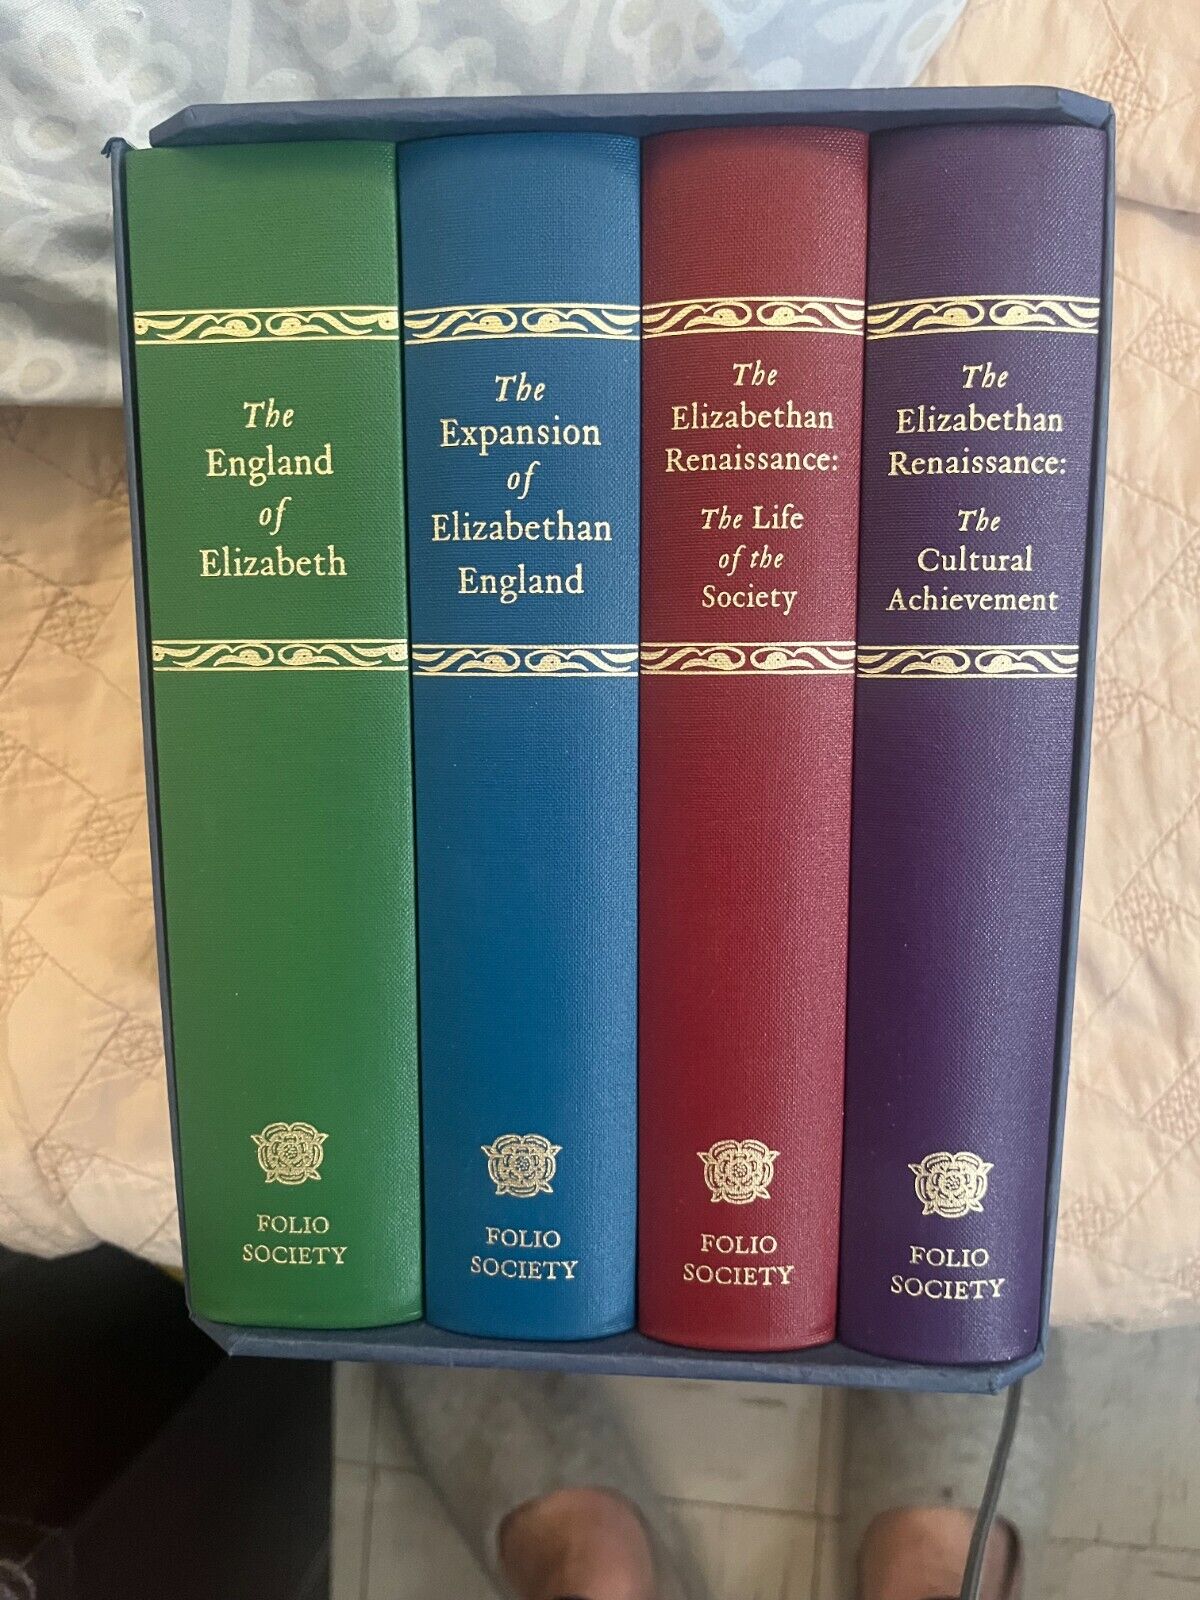 The
England
of
Elizabeth
FOLIO
SOCIETY
The
Expansion
of
Elizabethan
England
FOLIO
SOCIETY
The
Elizabethan
Renaissance:
The Life
of the
Society
FOLIO
SOCIETY
The
Elizabethan
Renaissance:
The
Cultural
Achievement
FOLIO
SOCIETY